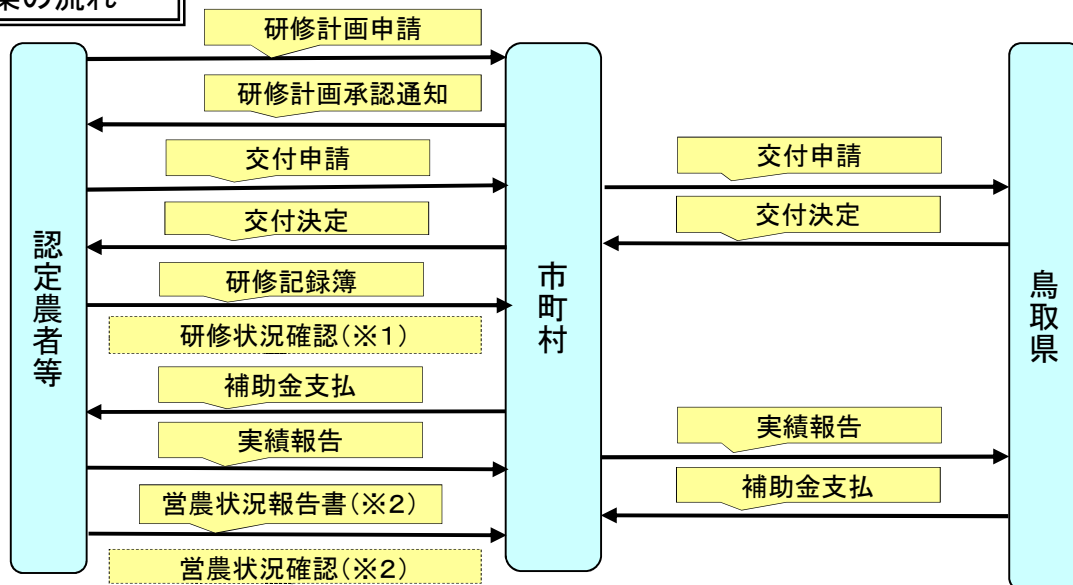 業の流れ
研修計画申請
研修計画承認通知
交付申請
交付申請
交付決定
交付決定
認定農者等
市町村
鳥取県
研修記録簿
研修状況確認(※1)
補助金支払
実績報告
実績報告
補助金支払
営農状況報告書(※2)
営農状況確認(※2)